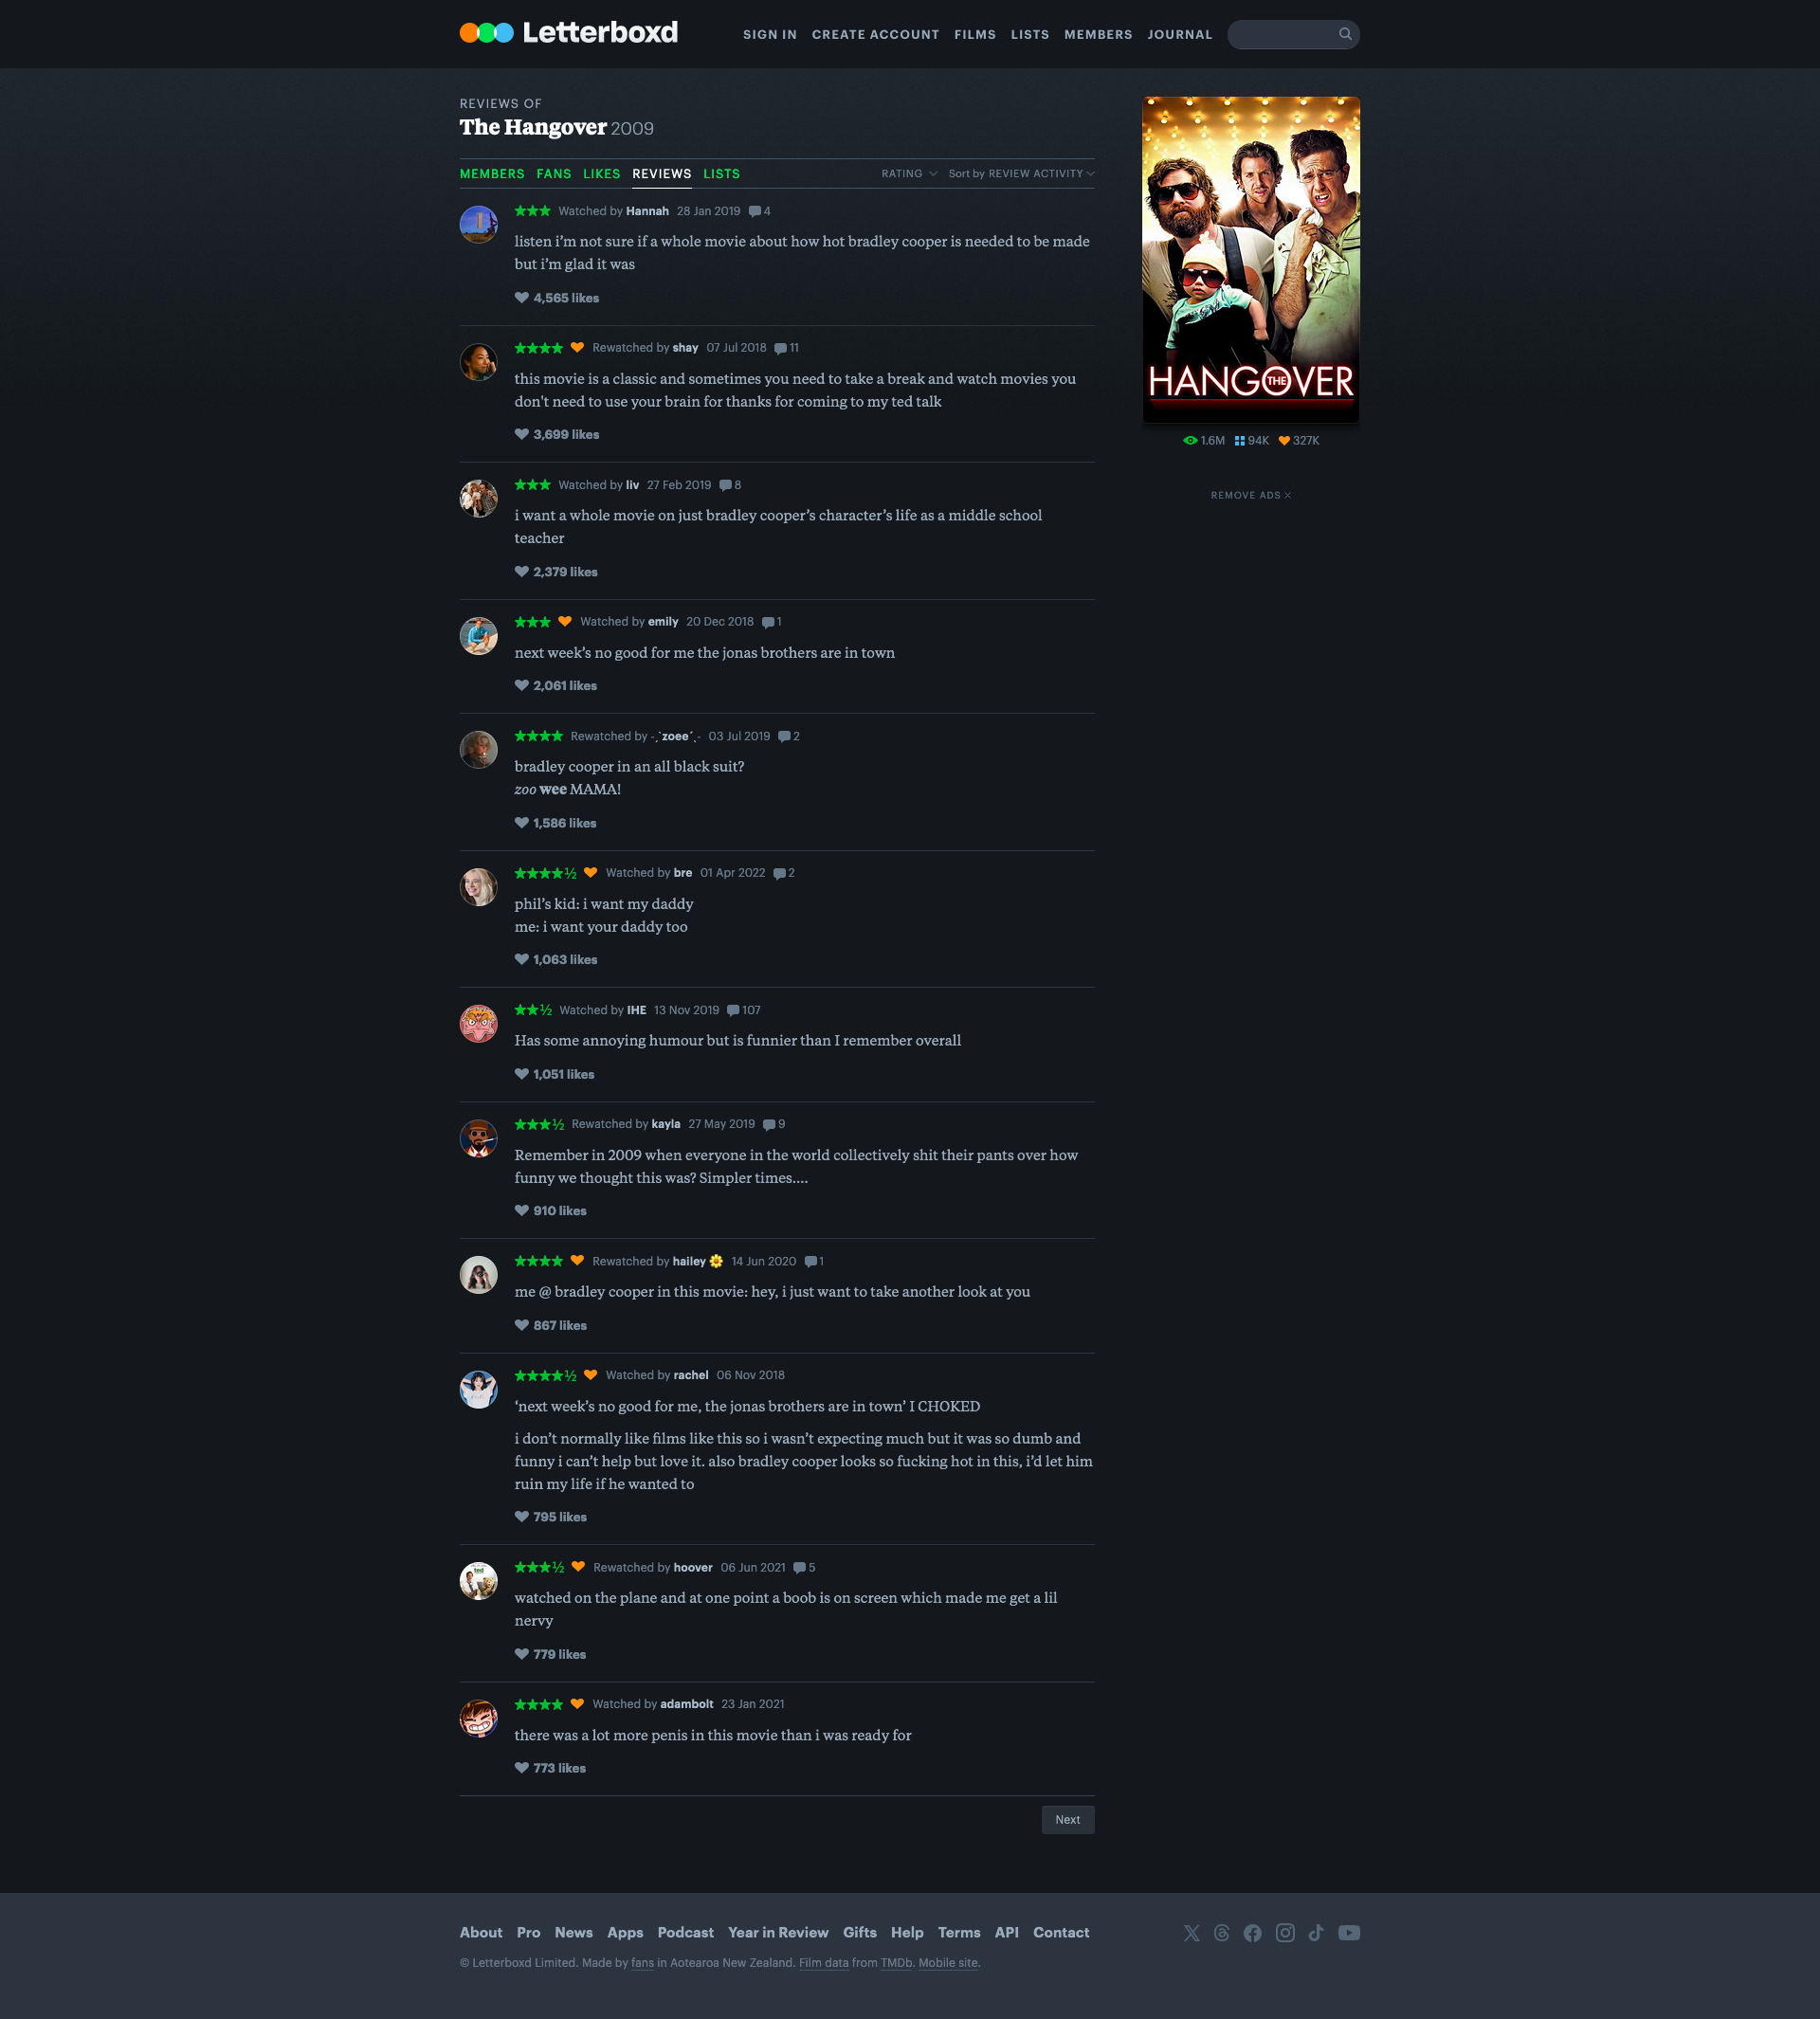 Letterboxd
SIGN IN CREATE ACCOUNT FILMS LISTS MEMBERS JOURNAL
REVIEWS OF
The Hangover 2009
MEMBERS FANS LIKES REVIEWS LISTS RATING Sort by REVIEW ACTIVITY
★★★ Watched by Hannah 28 Jan 2019 4
listen i’m not sure if a whole movie about how hot bradley cooper is needed to be made
but i’m glad it was
4,565 likes
★★★★ Rewatched by shay 07 Jul 2018 11
this movie is a classic and sometimes you need to take a break and watch movies you
don't need to use your brain for thanks for coming to my ted talk
3,699 likes
★★★ Watched by liv 27 Feb 2019 8
i want a whole movie on just bradley cooper’s character’s life as a middle school
teacher
2,379 likes
★★★ Watched by emily 20 Dec 2018 1
next week’s no good for me the jonas brothers are in town
2,061 likes
★★★★ Rewatched by -ˏˋzoeeˊˎ- 03 Jul 2019 2
bradley cooper in an all black suit?
zoo wee MAMA!
1,586 likes
★★★★½ Watched by bre 01 Apr 2022 2
phil’s kid: i want my daddy
me: i want your daddy too
1,063 likes
★★½ Watched by IHE 13 Nov 2019 107
Has some annoying humour but is funnier than I remember overall
1,051 likes
★★★½ Rewatched by kayla 27 May 2019 9
Remember in 2009 when everyone in the world collectively shit their pants over how
funny we thought this was? Simpler times....
910 likes
★★★★ Rewatched by hailey 🌼 14 Jun 2020 1
me @ bradley cooper in this movie: hey, i just want to take another look at you
867 likes
★★★★½ Watched by rachel 06 Nov 2018
‘next week’s no good for me, the jonas brothers are in town’ I CHOKED
i don’t normally like films like this so i wasn’t expecting much but it was so dumb and
funny i can’t help but love it. also bradley cooper looks so fucking hot in this, i’d let him
ruin my life if he wanted to
795 likes
★★★½ Rewatched by hoover 06 Jun 2021 5
watched on the plane and at one point a boob is on screen which made me get a lil
nervy
779 likes
★★★★ Watched by adambolt 23 Jan 2021
there was a lot more penis in this movie than i was ready for
773 likes
Next
THE HANGOVER
1.6M 94K 327K
REMOVE ADS
About Pro News Apps Podcast Year in Review Gifts Help Terms API Contact
© Letterboxd Limited. Made by fans in Aotearoa New Zealand. Film data from TMDb. Mobile site.